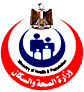 Ministry of Health & Population
وزارة الصحة والسكان